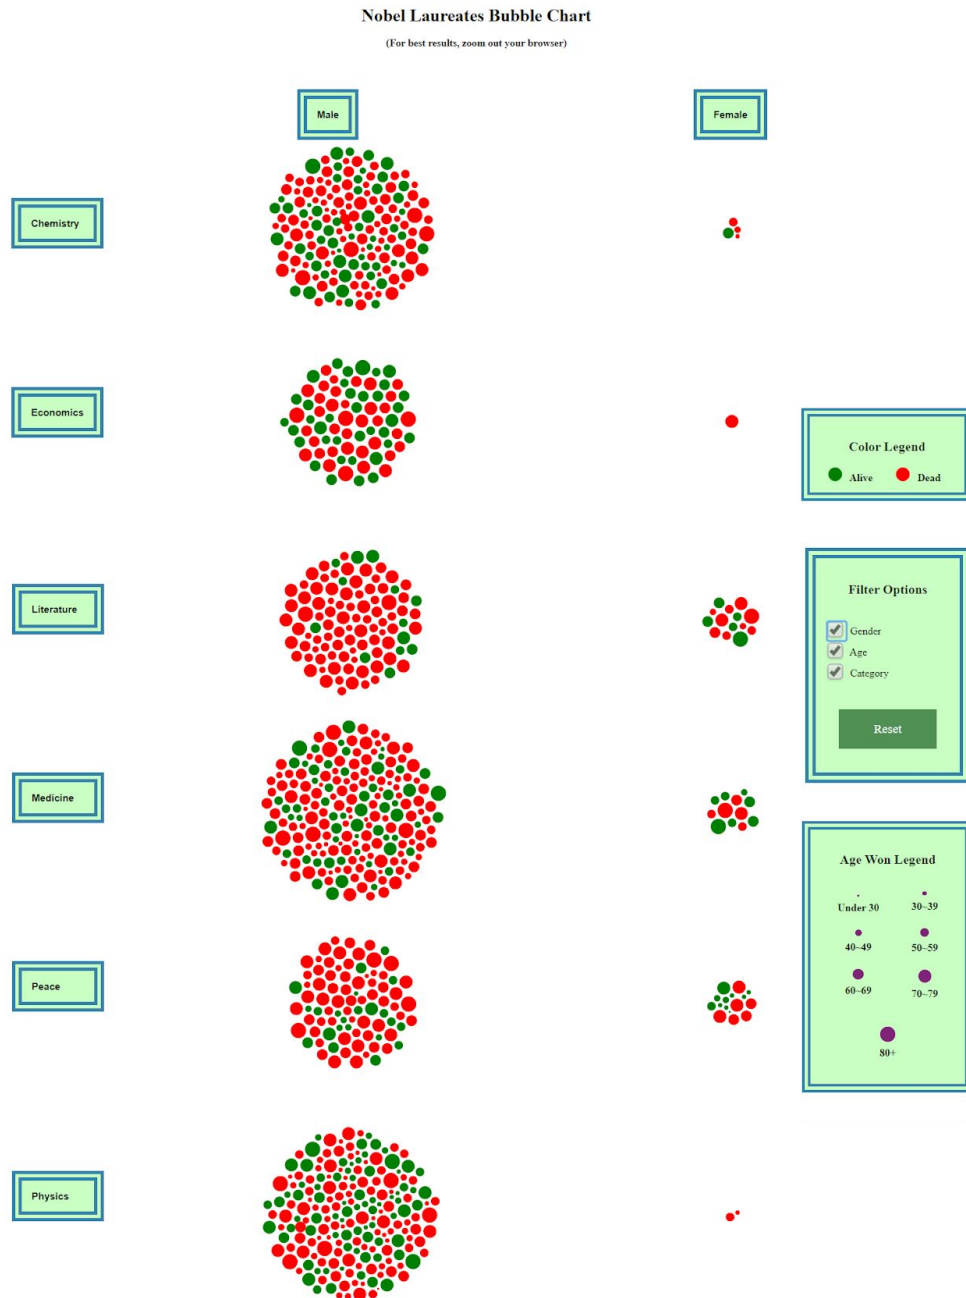 Nobel Laureates Bubble Chart
(For best results, zoom out your browser)
Male
Female
Chemistry
Economics
Color Legend
Alive
Dead
Literature
Filter Options
Gender
Age
Category
Reset
Medicine
Age Won Legend
Under 30
30~39
40~49
50~59
60~69
70~79
80+
Peace
Physics